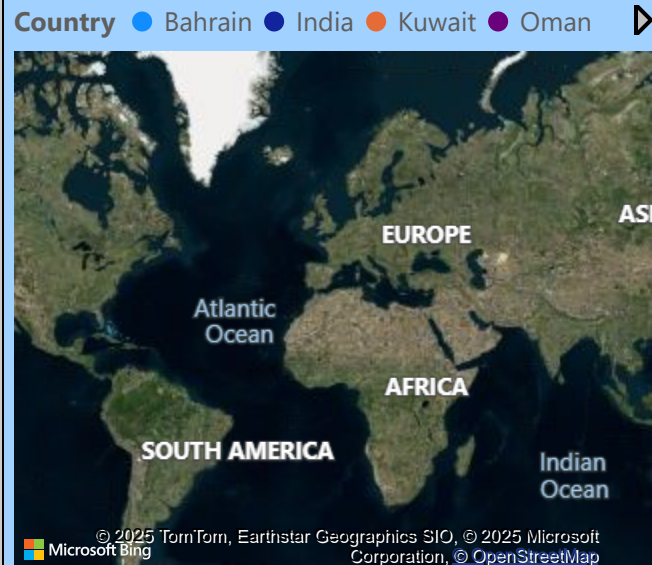 Country Bahrain India Kuwait Oman
EUROPE
Atlantic
Ocean
AFRICA
SOUTH AMERICA
Indian
Ocean
Microsoft Bing
© 2025 TomTom, Earthstar Geographics SIO, © 2025 Microsoft
Corporation, © OpenStreetMap